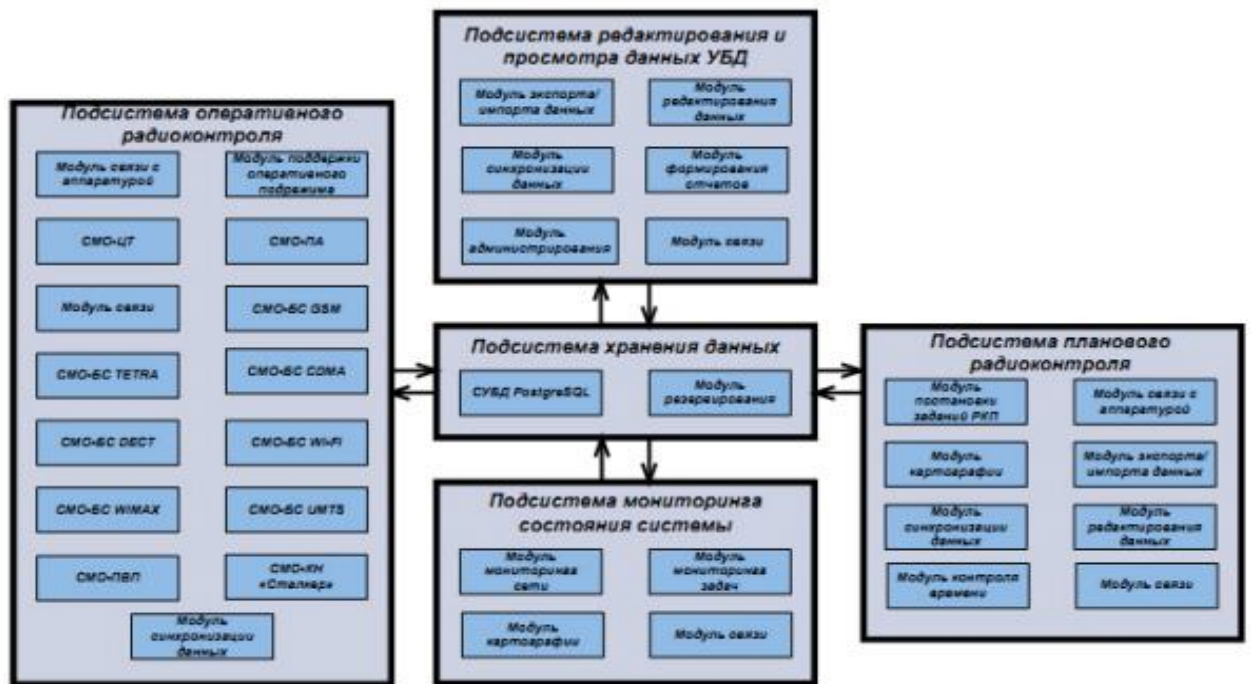 Подсистема редактирования и
просмотра данных УБД
Модуль экспорта/
импорта данных
Модуль
редактирования
данных
Модуль
синхронизации
данных
Модуль
формирования
отчетов
Модуль
администрирования
Модуль связи
Подсистема оперативного
радиоконтроля
Модуль связи с
аппаратурой
Модуль поддержки
оперативного
подрежима
СМО-ЦТ
СМО-ПА
Модуль связи
СМО-БС GSM
СМО-БС TETRA
СМО-БС CDMA
СМО-БС DECT
СМО-БС WI-FI
СМО-БС WIMAX
СМО-БС UMTS
СМО-ПВП
СМО-КН
«Сталкер»
Модуль
синхронизации
данных
Подсистема хранения данных
СУБД PostgreSQL
Модуль
резервирования
Подсистема мониторинга
состояния системы
Модуль
мониторинга
сети
Модуль
мониторинга
задач
Модуль
картографии
Модуль связи
Подсистема планового
радиоконтроля
Модуль
постановки
заданий РКП
Модуль связи с
аппаратурой
Модуль
картографии
Модуль экспорта/
импорта данных
Модуль
синхронизации
данных
Модуль
редактирования
данных
Модуль контроля
времени
Модуль связи